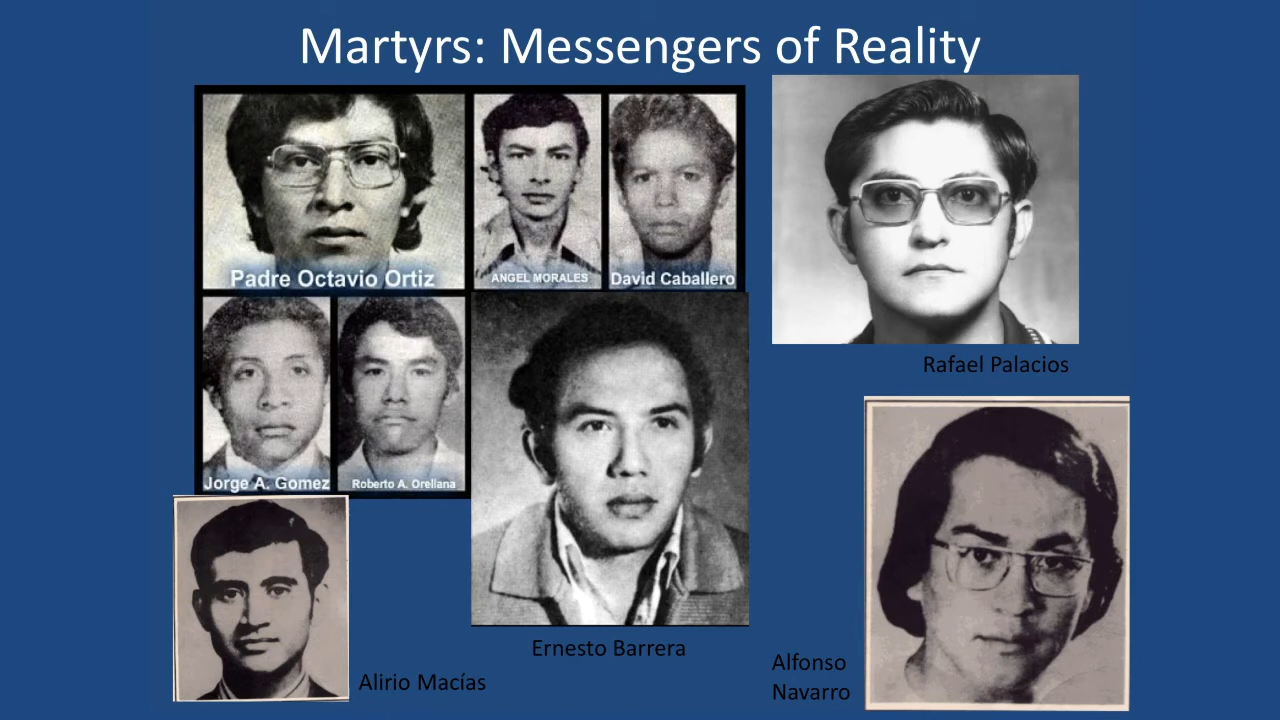 Martyrs: Messengers of Reality
Padre Octavio Ortiz
ANGEL MORALES
David Caballero
Rafael Palacios
Jorge A. Gomez
Roberto A. Orellana
Ernesto Barrera
Alirio Macías
Alfonso
Navarro